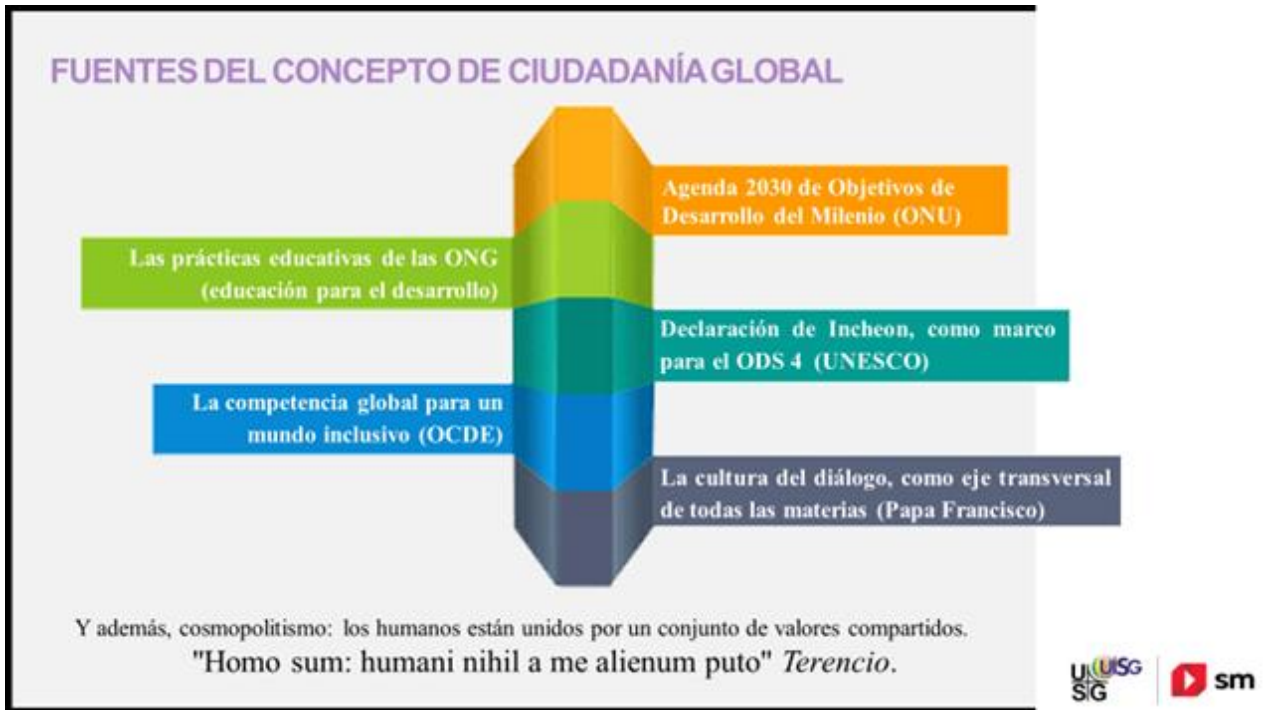 FUENTES DEL CONCEPTO DE CIUDADANÍA GLOBAL
Agenda 2030 de Objetivos de
Desarrollo del Milenio (ONU)
Las prácticas educativas de las ONG
(educación para el desarrollo)
Declaración de Incheon, como marco
para el ODS 4 (UNESCO)
La competencia global para un
mundo inclusivo (OCDE)
La cultura del diálogo, como eje transversal
de todas las materias (Papa Francisco)
Y además, cosmopolitismo: los humanos están unidos por un conjunto de valores compartidos.
"Homo sum: humani nihil a me alienum puto" Terencio.
U UISG
SG
sm